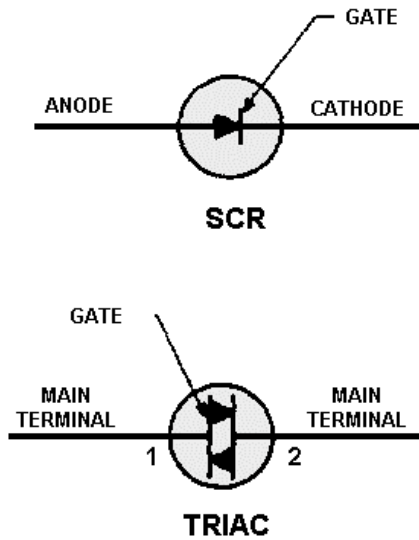 GATE
ANODE
CATHODE
SCR
GATE
MAIN
TERMINAL
MAIN
TERMINAL
1
2
TRIAC